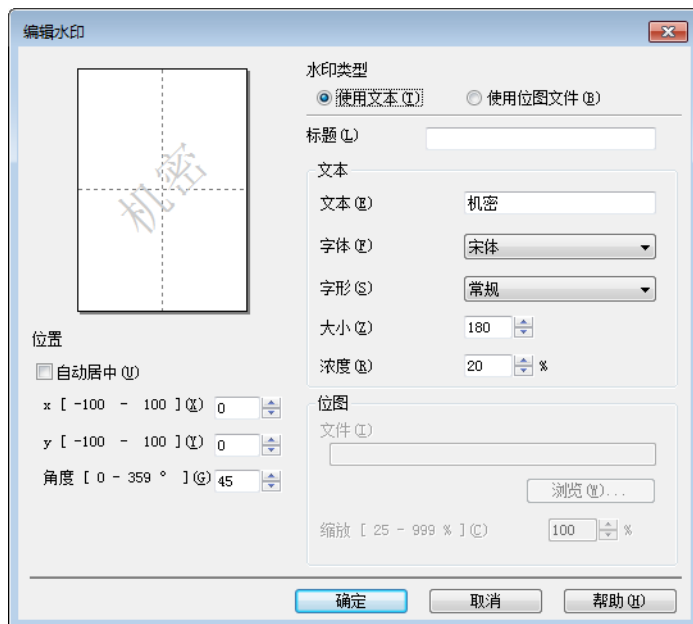 编辑水印
机密
位置
自动居中(U)
x [ -100 - 100 ](X) 0
y [ -100 - 100 ](Y) 0
角度 [ 0 - 359 ° ](G) 45
水印类型
使用文本(T) 使用位图文件(B)
标题(L)
文本
文本(E) 机密
字体(F) 宋体
字形(S) 常规
大小(Z) 180
浓度(R) 20 %
位图
文件(I)
浏览(W)...
缩放 [ 25 - 999 % ](C) 100 %
确定 取消 帮助(H)